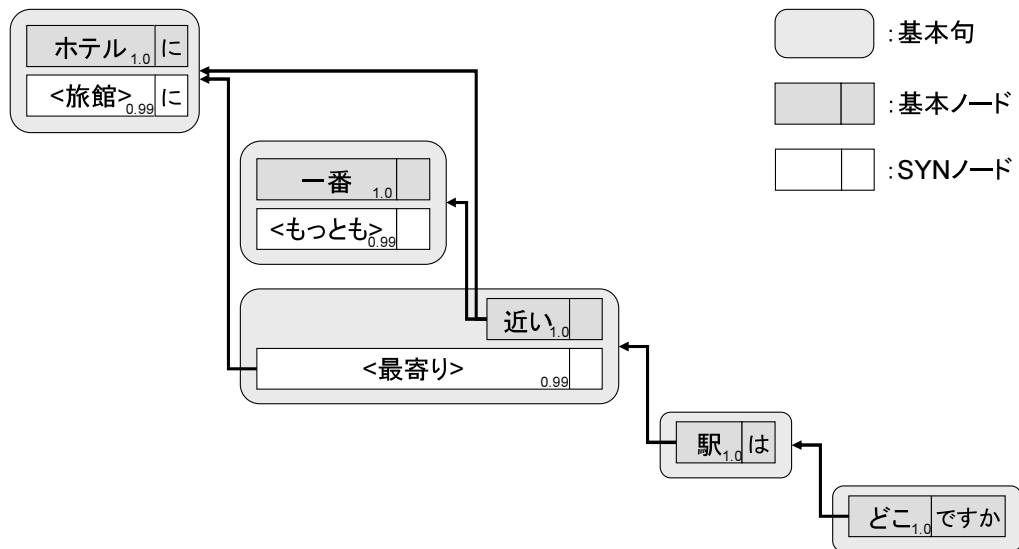 ホテル 1.0 に
<旅館> 0.99 に
一番 1.0
<もっとも> 0.99
近い 1.0
<最寄り> 0.99
駅 1.0 は
どこ 1.0 ですか
:基本句
:基本ノード
:SYNノード